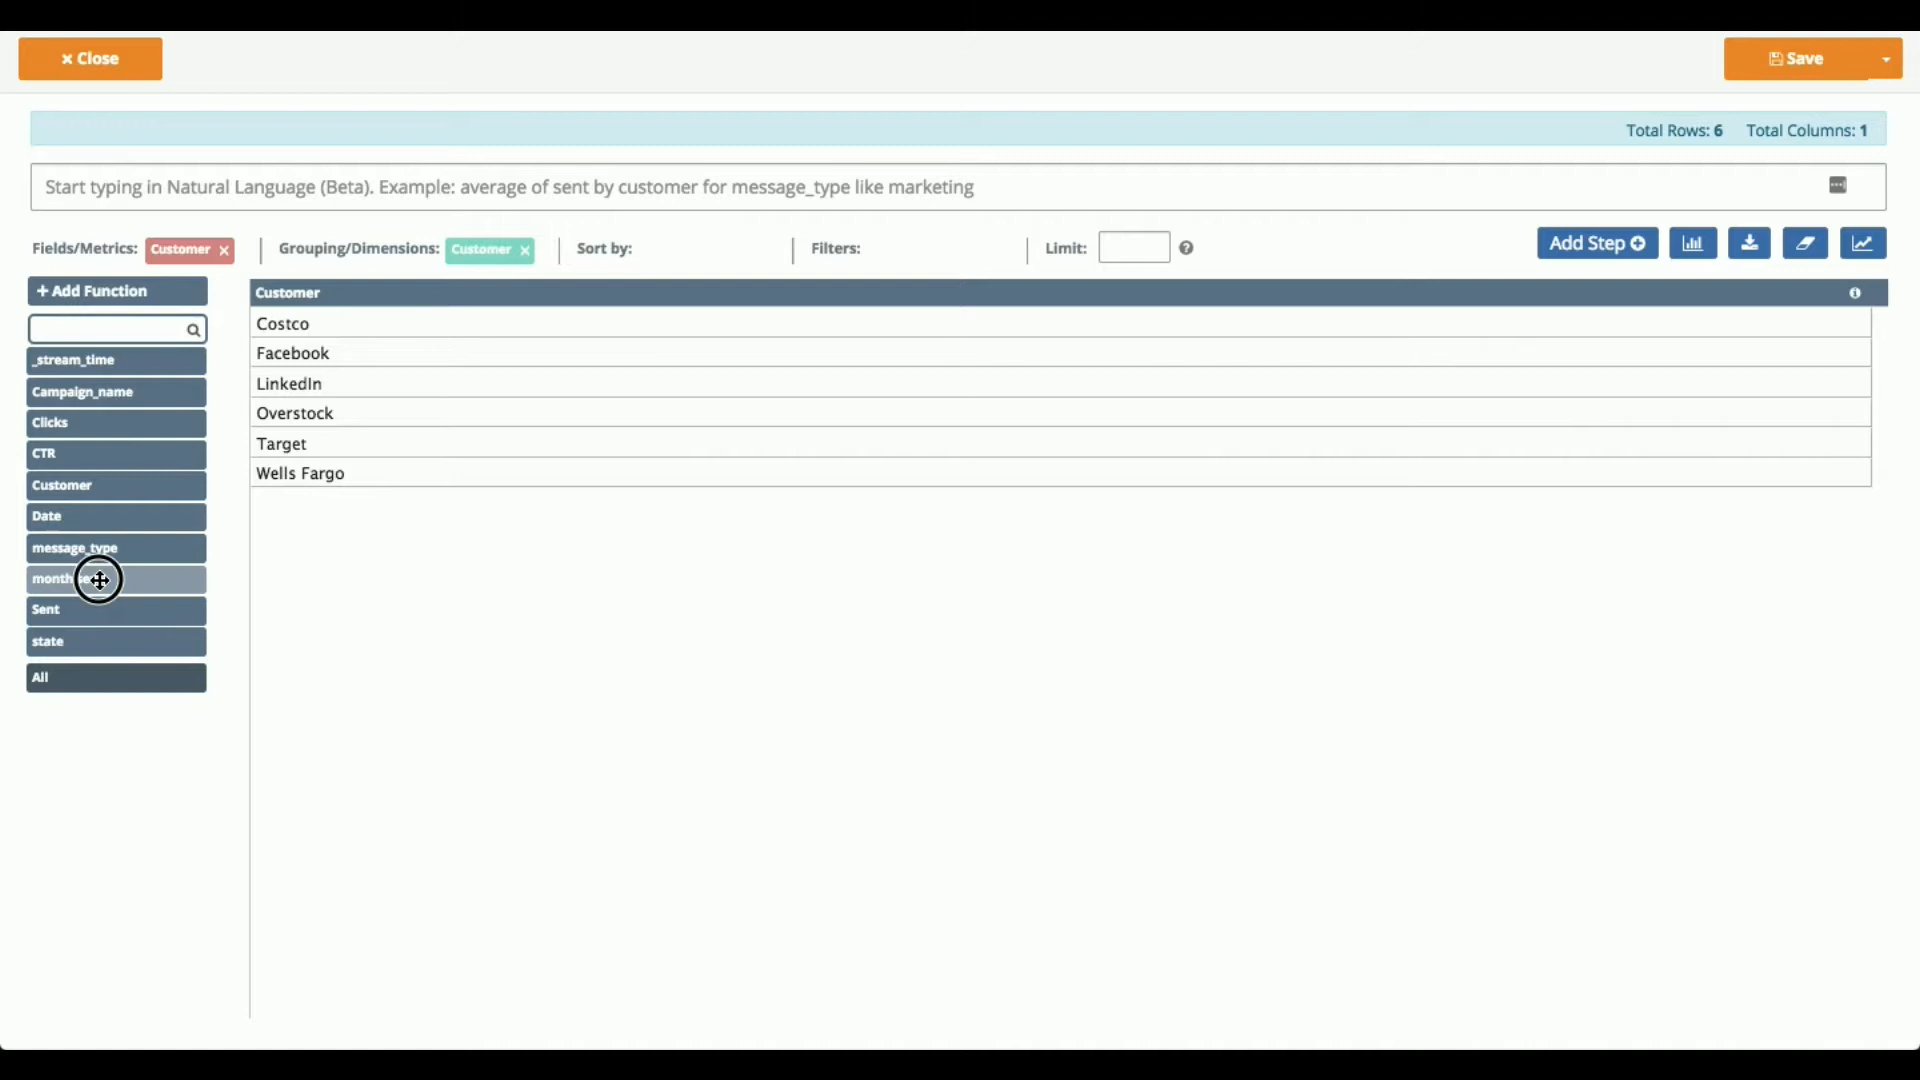 × Close
Save
Total Rows: 6 Total Columns: 1
Start typing in Natural Language (Beta). Example: average of sent by customer for message_type like marketing
Fields/Metrics: Customer × Grouping/Dimensions: Customer × Sort by: Filters: Limit: Add Step
+ Add Function
Customer
_stream_time
Campaign_name
Clicks
CTR
Customer
Date
message_type
month
Sent
state
All
Costco
Facebook
LinkedIn
Overstock
Target
Wells Fargo